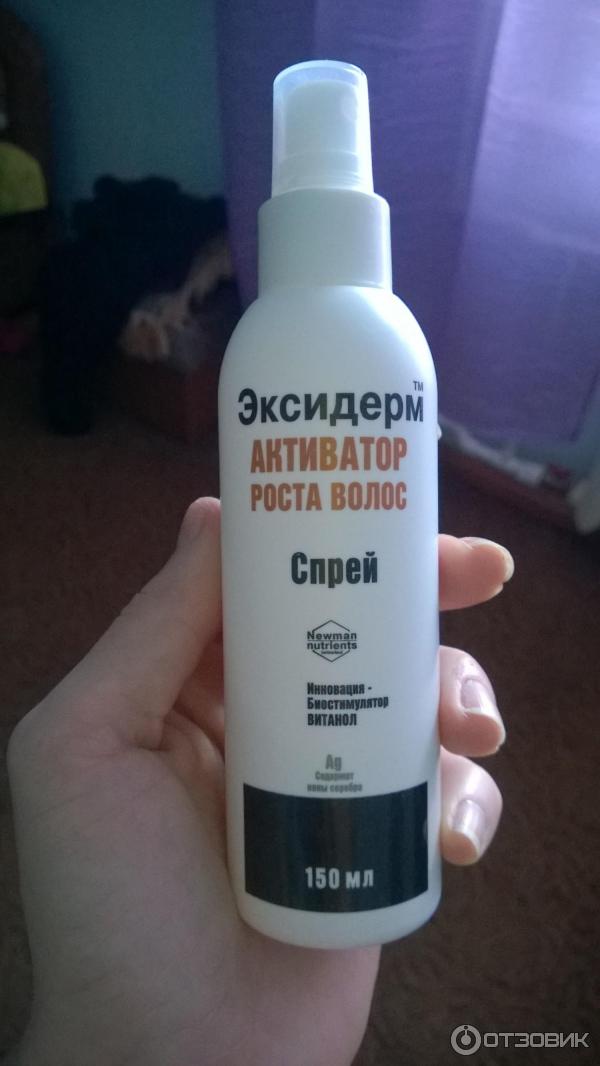 Эксидерм™
АКТИВАТОР
РОСТА ВОЛОС
Спрей
Newman
nutrients
Инновация -
Биостимулятор
ВИТАНОЛ
Ag
Содержит
ионы серебра
150 мл
ОТЗОВИК